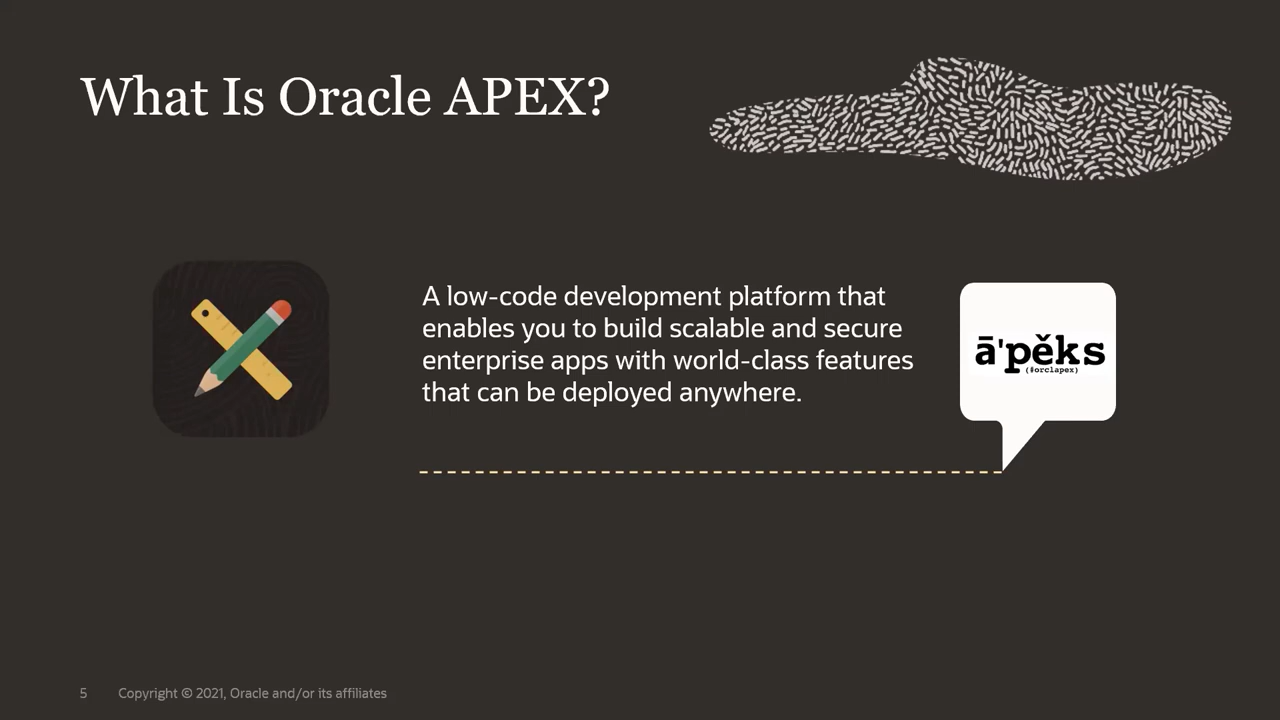 What Is Oracle APEX?
A low-code development platform that
enables you to build scalable and secure
enterprise apps with world-class features
that can be deployed anywhere.
ā'pěks
(#orclapex)
5 Copyright © 2021, Oracle and/or its affiliates